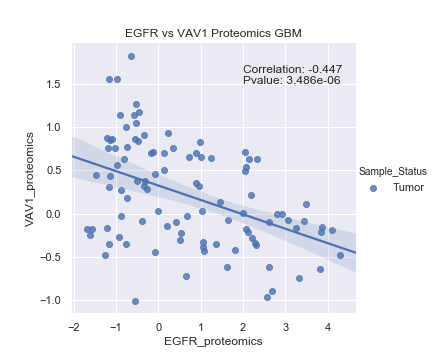 EGFR vs VAV1 Proteomics GBM
Correlation: -0.447
Pvalue: 3.486e-06
1.5
1.0
0.5
0.0
−0.5
−1.0
VAV1_proteomics
Sample_Status
Tumor
−2 −1 0 1 2 3 4
EGFR_proteomics